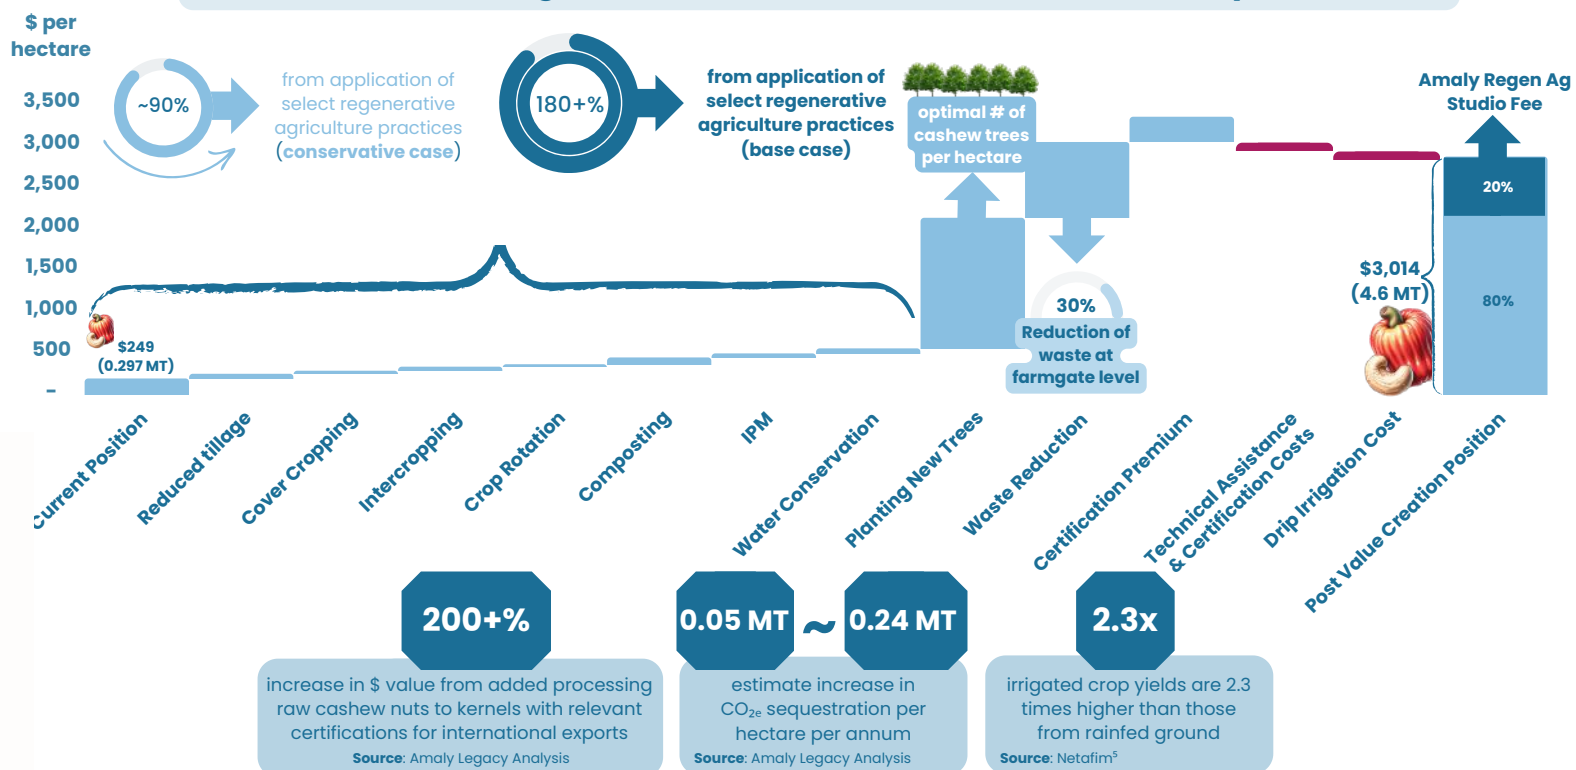 $ per
hectare
3,500
3,000
2,500
2,000
1,500
1,000
500
-
~90%
from application of
select regenerative
agriculture practices
(conservative case)
180+%
from application of
select regenerative
agriculture practices
(base case)
optimal # of
cashew trees
per hectare
Amaly Regen Ag
Studio Fee
20%
80%
$3,014
(4.6 MT)
$249
(0.297 MT)
30%
Reduction of
waste at
farmgate level
Current Position
Reduced tillage
Cover Cropping
Intercropping
Crop Rotation
Composting
IPM
Water Conservation
Planting New Trees
Waste Reduction
Certification Premium
Technical Assistance
& Certification Costs
Drip Irrigation Cost
Post Value Creation Position
200+%
increase in $ value from added processing
raw cashew nuts to kernels with relevant
certifications for international exports
Source: Amaly Legacy Analysis
0.05 MT ~ 0.24 MT
estimate increase in
CO₂e sequestration per
hectare per annum
Source: Amaly Legacy Analysis
2.3x
irrigated crop yields are 2.3
times higher than those
from rainfed ground
Source: Netafim⁵